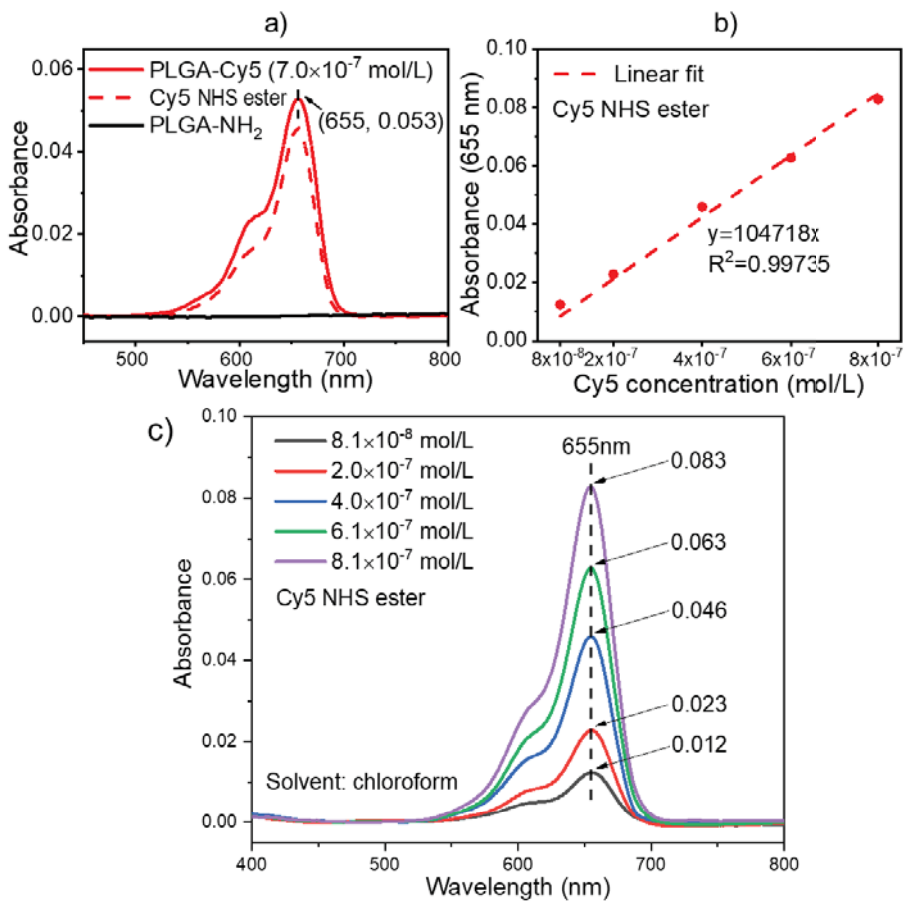 a)
PLGA-Cy5 (7.0×10⁻⁷ mol/L)
Cy5 NHS ester
PLGA-NH₂
(655, 0.053)
0.06
0.04
0.02
0.00
Absorbance
500
600
700
800
Wavelength (nm)
b)
Linear fit
Cy5 NHS ester
y=104718x
R²=0.99735
0.10
0.08
0.06
0.04
0.02
0.00
Absorbance (655 nm)
8x10⁻⁸
2x10⁻⁷
4x10⁻⁷
6x10⁻⁷
8x10⁻⁷
Cy5 concentration (mol/L)
c)
8.1×10⁻⁸ mol/L
2.0×10⁻⁷ mol/L
4.0×10⁻⁷ mol/L
6.1×10⁻⁷ mol/L
8.1×10⁻⁷ mol/L
Cy5 NHS ester
Solvent: chloroform
655nm
0.083
0.063
0.046
0.023
0.012
0.10
0.08
0.06
0.04
0.02
0.00
Absorbance
400
500
600
700
800
Wavelength (nm)